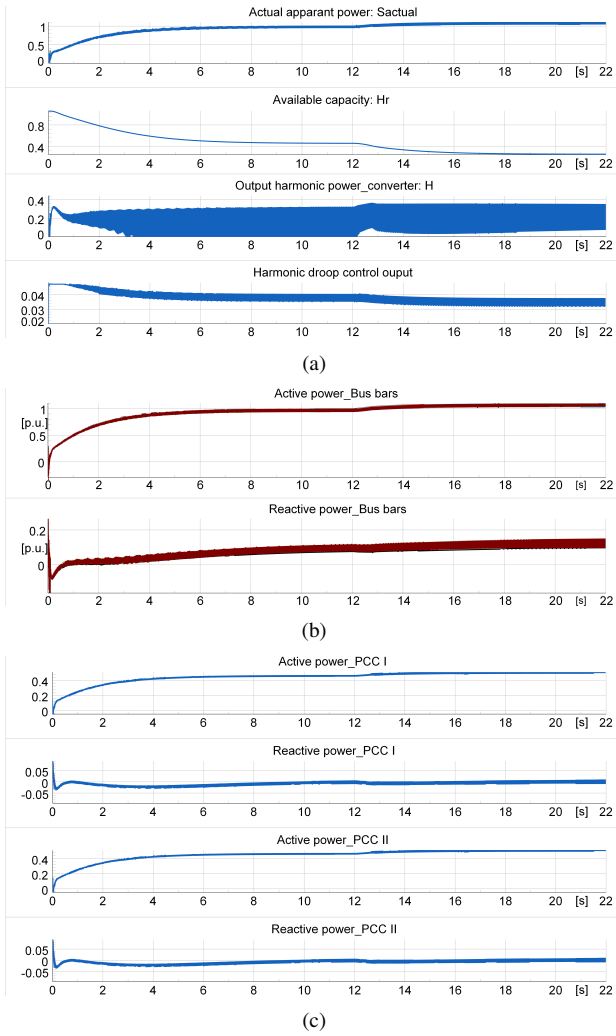 Actual apparant power: Sactual
1
0.5
0
0 2 4 6 8 10 12 14 16 18 20 [s] 22
Available capacity: Hr
0.8
0.4
0 2 4 6 8 10 12 14 16 18 20 [s] 22
Output harmonic power_converter: H
0.4
0.2
0
0 2 4 6 8 10 12 14 16 18 20 [s] 22
Harmonic droop control ouput
0.04
0.03
0.02
0 2 4 6 8 10 12 14 16 18 20 [s] 22
(a)
Active power_Bus bars
1
[p.u.]
0.5
0
0 2 4 6 8 10 12 14 16 18 20 [s] 22
Reactive power_Bus bars
0.2
[p.u.]
0
0 2 4 6 8 10 12 14 16 18 20 [s] 22
(b)
Active power_PCC I
0.4
0.2
0
0 2 4 6 8 10 12 14 16 18 20 [s] 22
Reactive power_PCC I
0.05
-0.05
0 2 4 6 8 10 12 14 16 18 20 [s] 22
Active power_PCC II
0.4
0.2
0
0 2 4 6 8 10 12 14 16 18 20 [s] 22
Reactive power_PCC II
0.05
-0.05
0 2 4 6 8 10 12 14 16 18 20 [s] 22
(c)